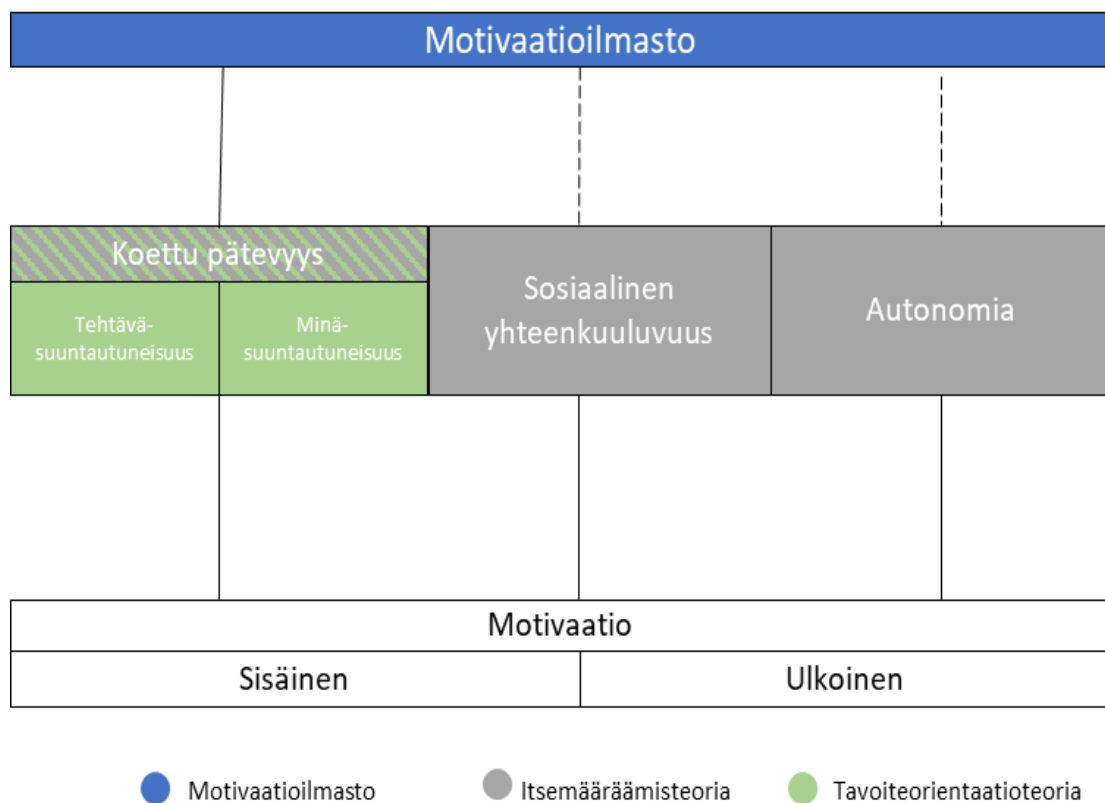 Motivaatioilmasto
Koettu pätevyys
Tehtävä-
suuntautuneisuus
Minä-
suuntautuneisuus
Sosiaalinen
yhteenkuuluvuus
Autonomia
Motivaatio
Sisäinen
Ulkoinen
Motivaatioilmasto
Itsemääräämisteoria
Tavoiteorientaatioteoria